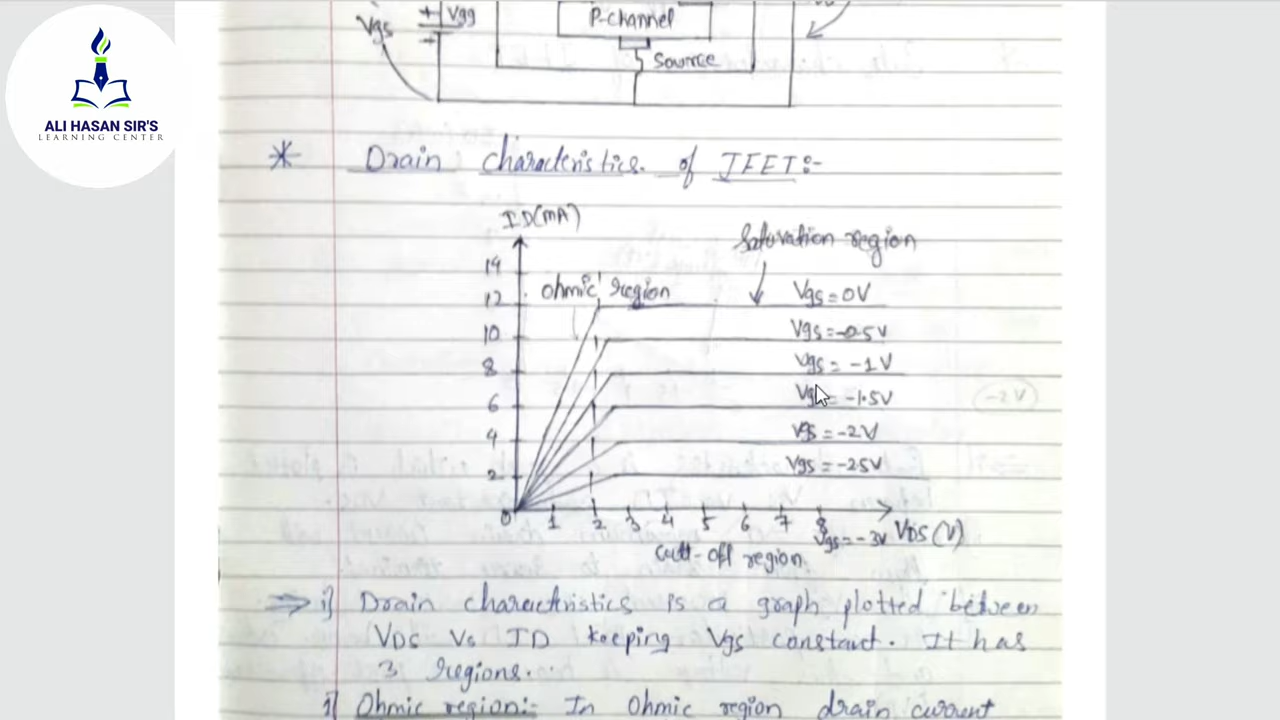 Vgs
Vgg
P-channel
Source
ALI HASAN SIR'S
LEARNING CENTER
* Drain characteristics. of JFET:-
ID(MA)
Saturation region
ohmic region
14
12
10
8
6
4
2
0
1 2 3 4 5 6 7 8
Vgs = 0V
Vgs = -0.5V
Vgs = -1V
Vgs = -1.5V
Vgs = -2V
Vgs = -2.5V
Vgs = -3V
VDS (V)
Cutt-off region
⇒ i) Drain characteristics is a graph plotted between
VDS Vs ID keeping Vgs constant. It has
3 regions.
i) Ohmic region:- In Ohmic region drain current